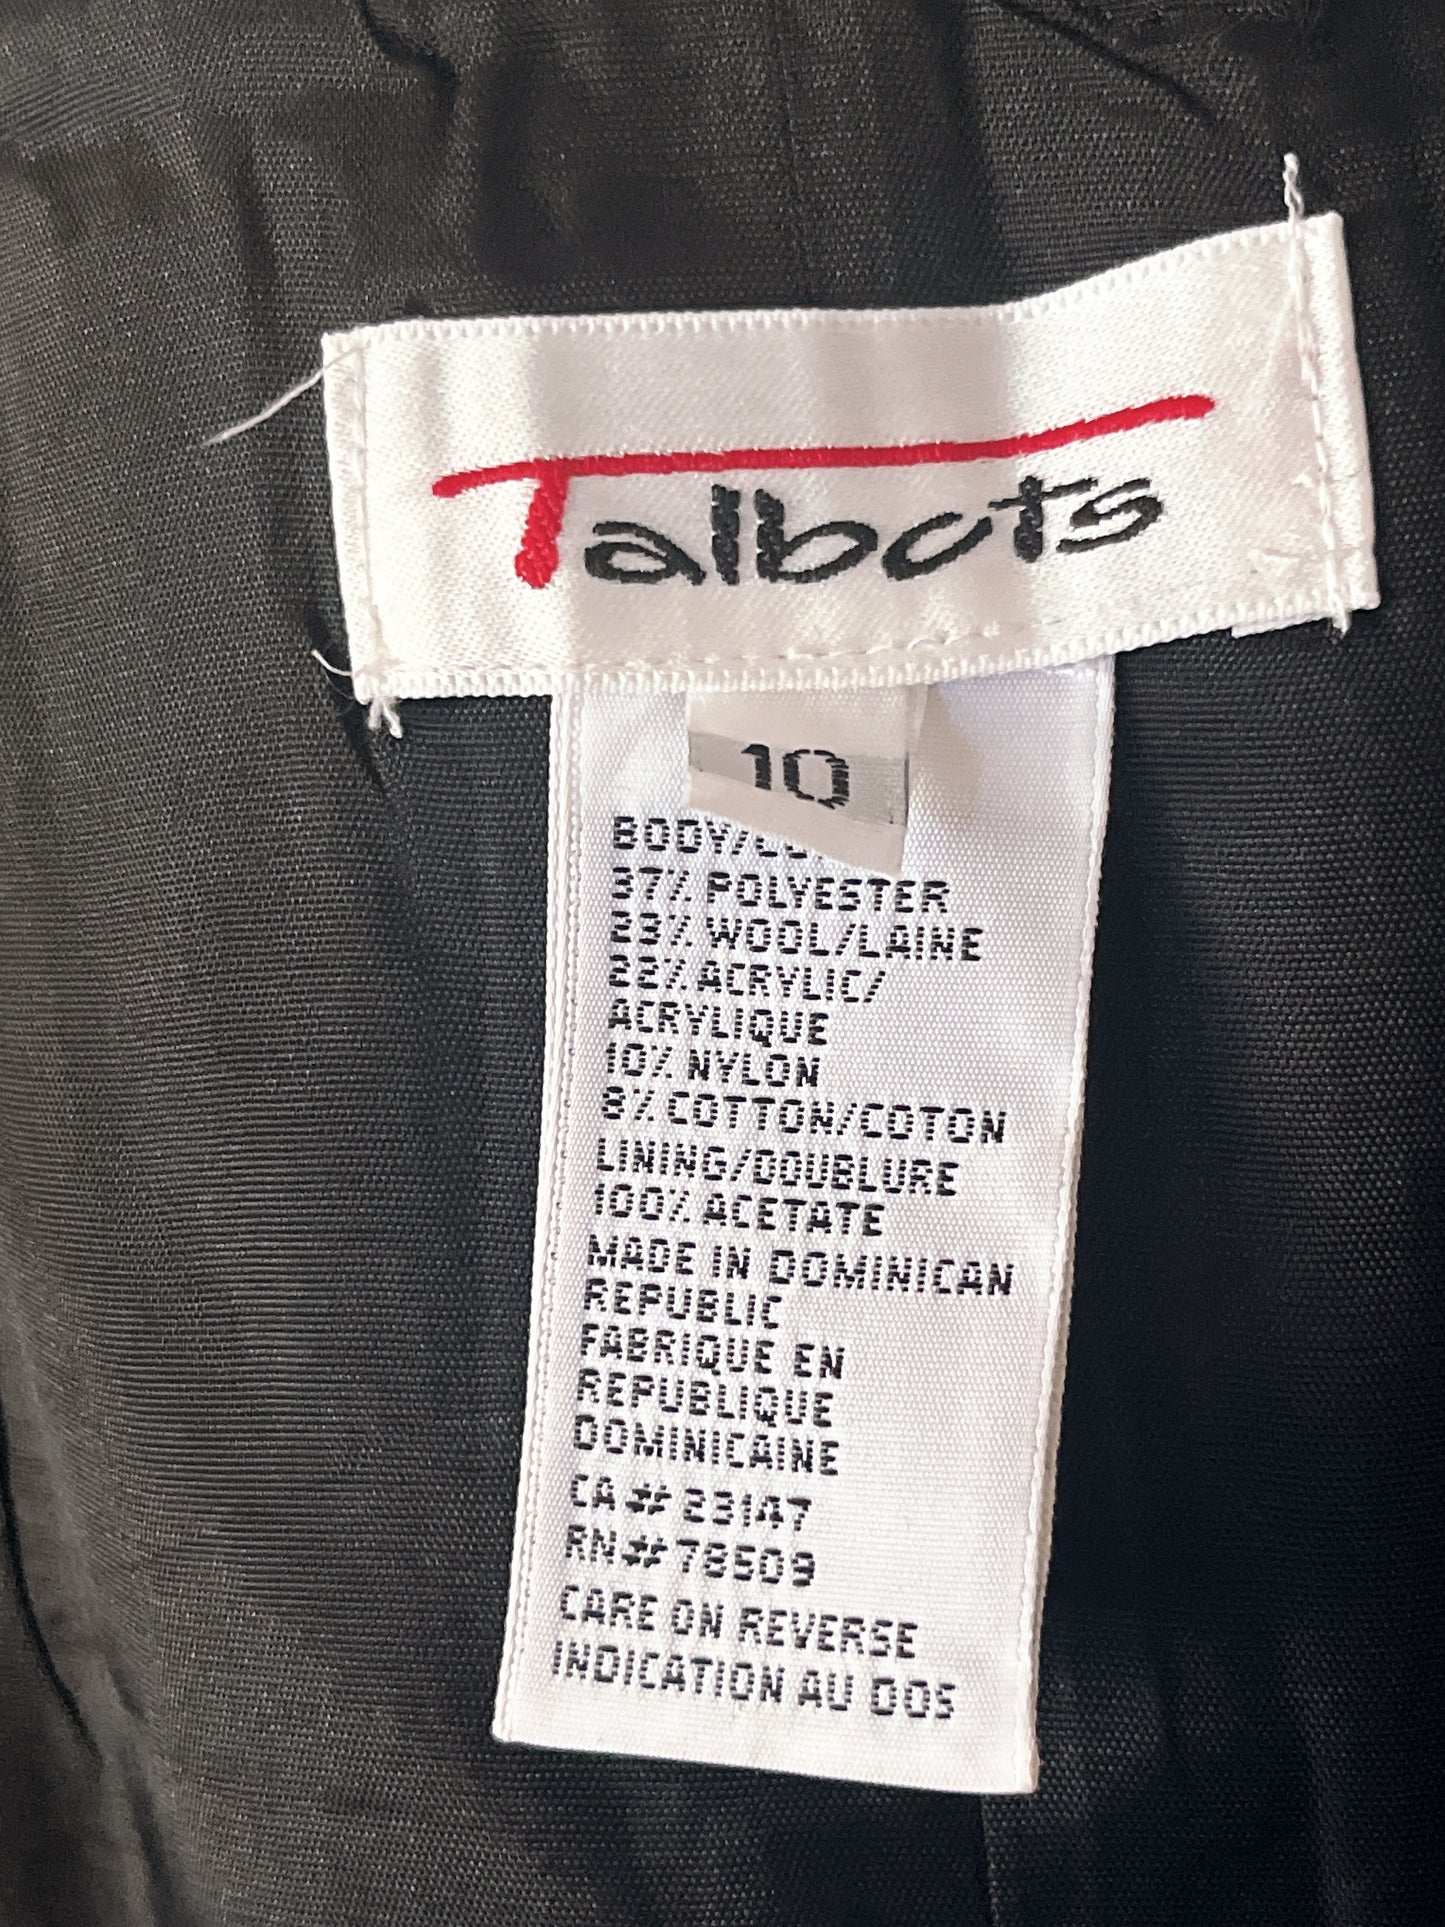 Talbots
10
BODY/
37% POLYESTER
23% WOOL/LAINE
22% ACRYLIC/
ACRYLIQUE
10% NYLON
8% COTTON/COTON
LINING/DOUBLURE
100% ACETATE
MADE IN DOMINICAN
REPUBLIC
FABRIQUE EN
REPUBLIQUE
DOMINICAINE
CA# 23147
RN# 78509
CARE ON REVERSE
INDICATION AU DOS